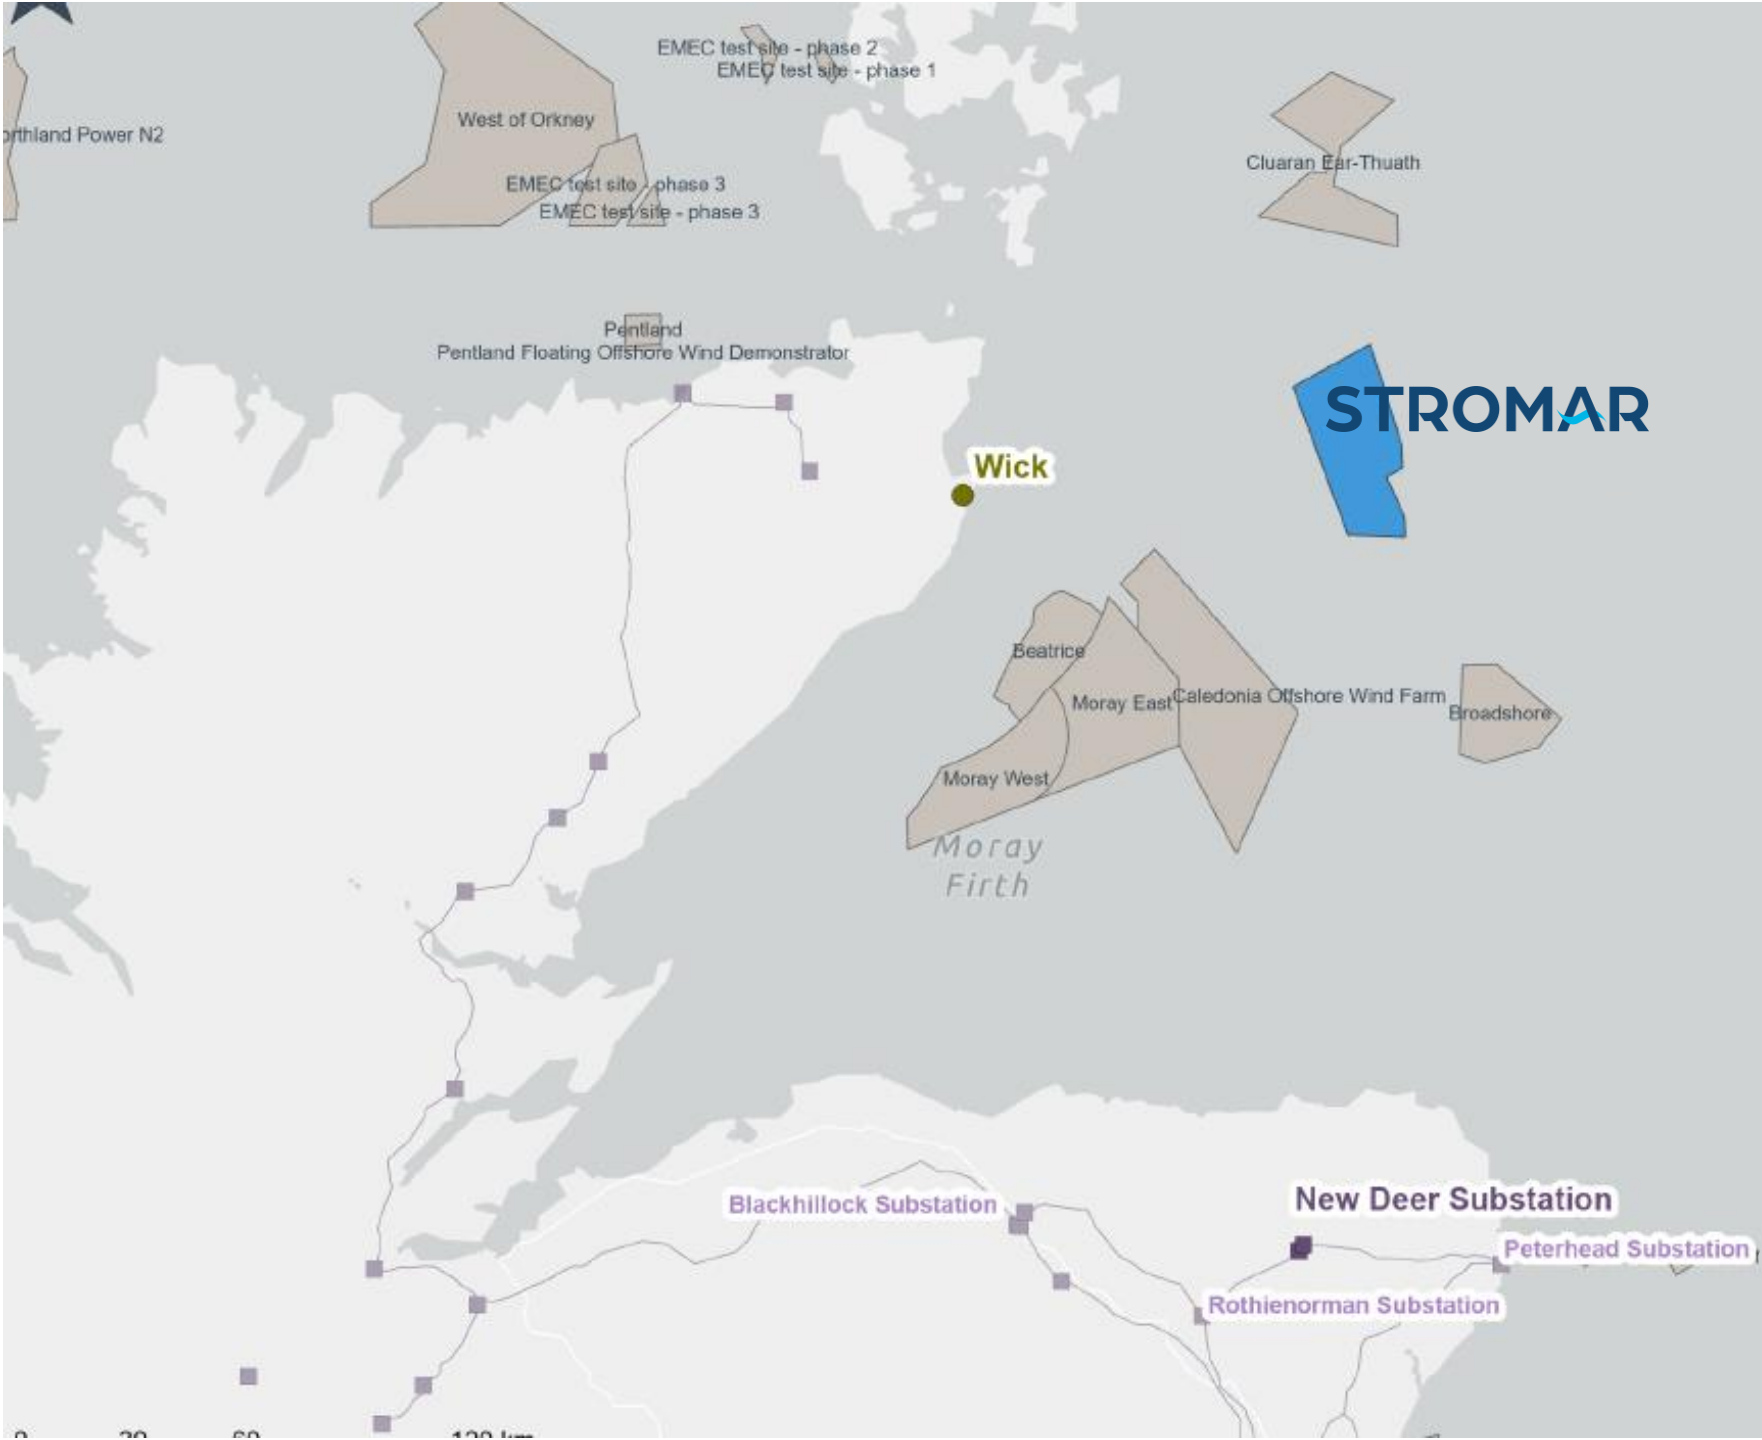 EMEC test site - phase 2
EMEC test site - phase 1
West of Orkney
orthland Power N2
Cluaran Ear-Thuath
EMEC test site - phase 3
EMEC test site - phase 3
Pentland
Pentland Floating Offshore Wind Demonstrator
STROMAR
Wick
Beatrice
Moray East
Caledonia Offshore Wind Farm
Broadshore
Moray West
Moray
Firth
Blackhillock Substation
New Deer Substation
Peterhead Substation
Rothienorman Substation
120 km